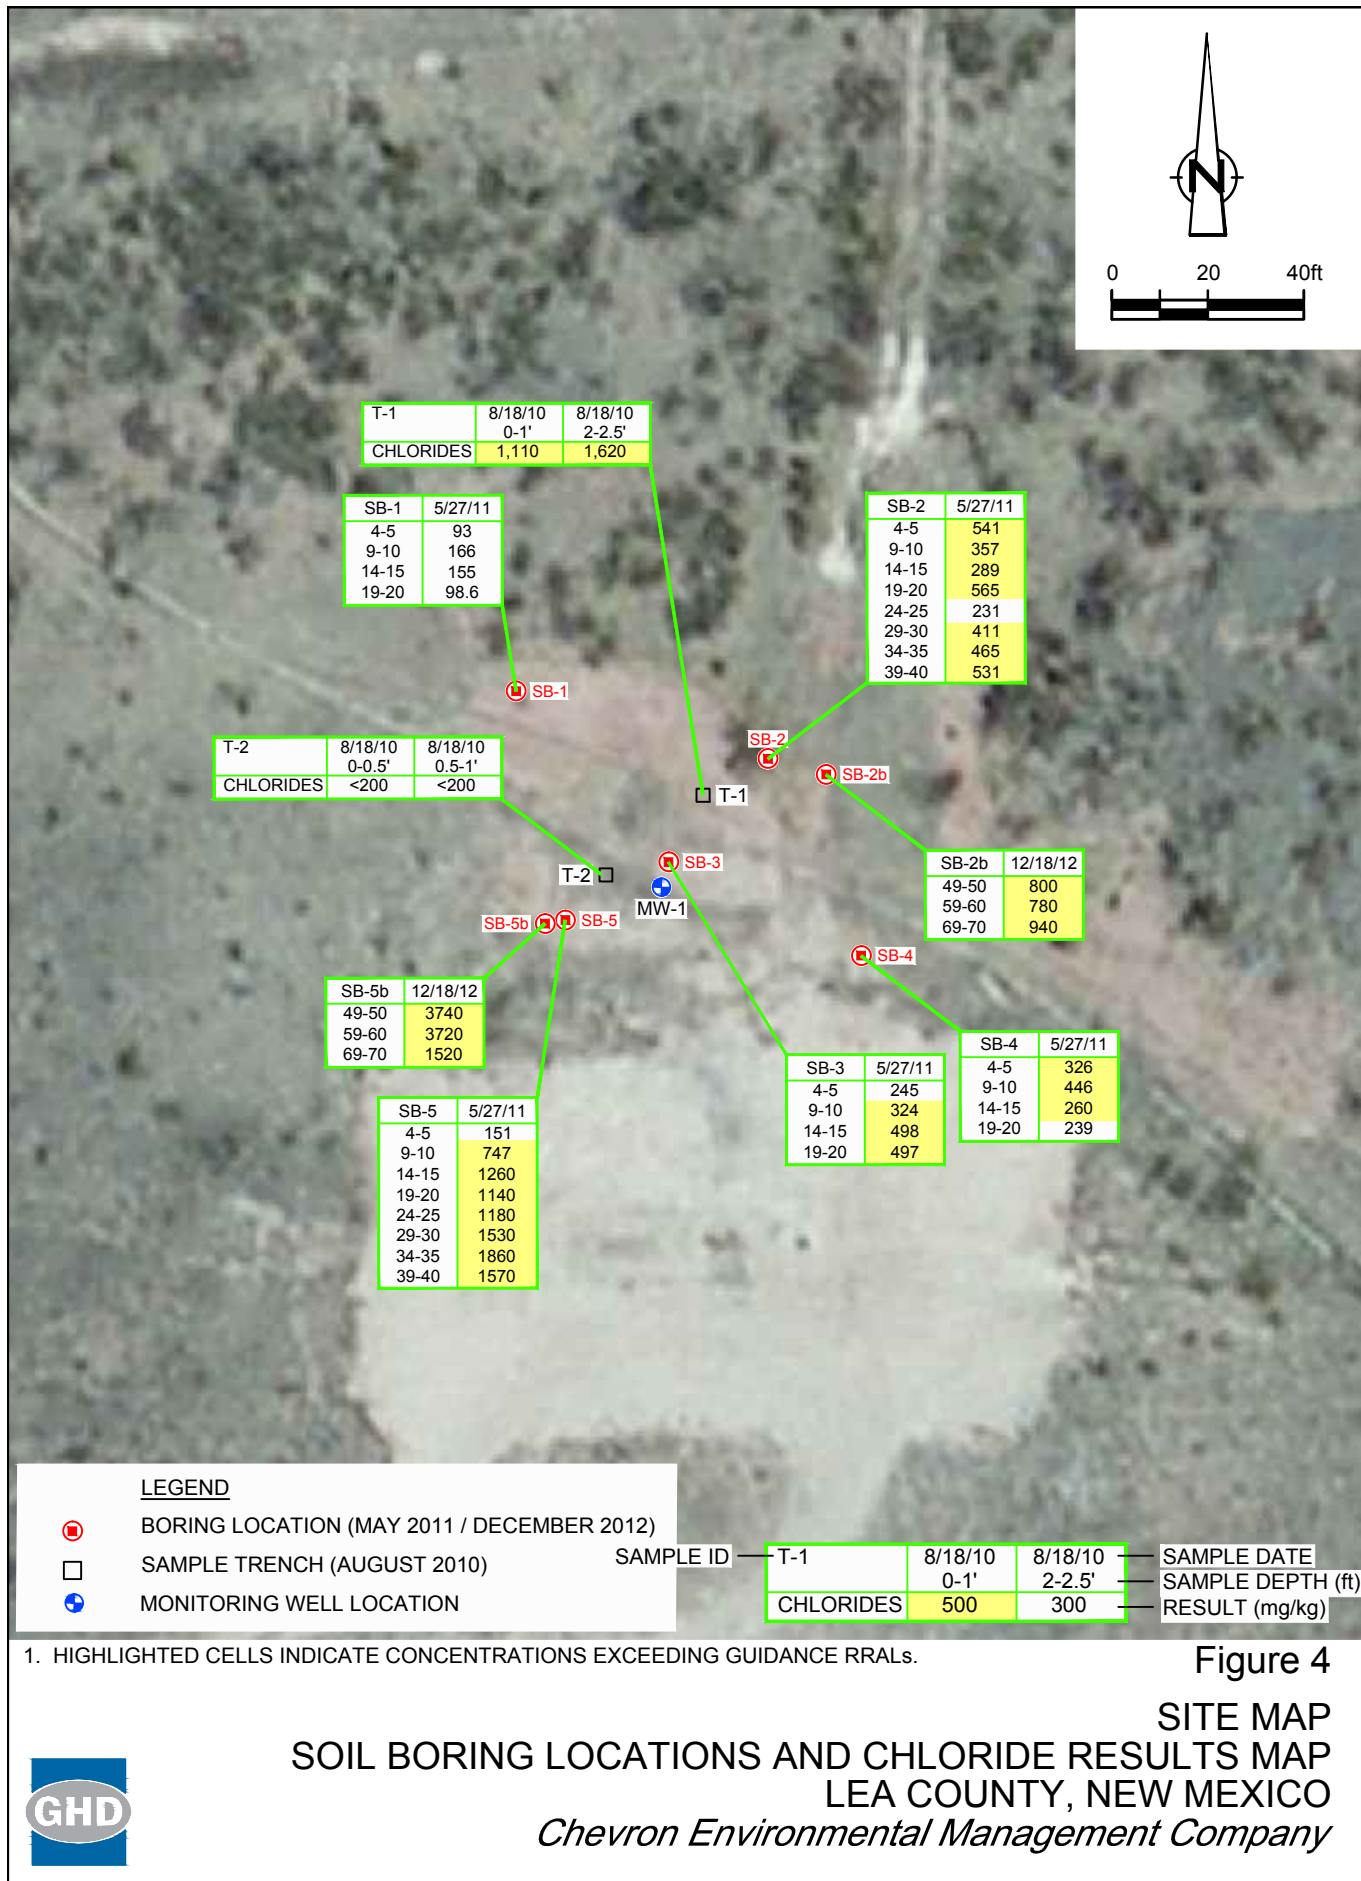 N
0 20 40ft
T-1 8/18/10 8/18/10
0-1' 2-2.5'
CHLORIDES 1,110 1,620
SB-1 5/27/11
4-5 93
9-10 166
14-15 155
19-20 98.6
SB-2 5/27/11
4-5 541
9-10 357
14-15 289
19-20 565
24-25 231
29-30 411
34-35 465
39-40 531
SB-1
SB-2
SB-2b
T-2 8/18/10 8/18/10
0-0.5' 0.5-1'
CHLORIDES <200 <200
T-1
SB-3
T-2
MW-1
SB-5b
SB-5
SB-4
SB-2b 12/18/12
49-50 800
59-60 780
69-70 940
SB-5b 12/18/12
49-50 3740
59-60 3720
69-70 1520
SB-4 5/27/11
4-5 326
9-10 446
14-15 260
19-20 239
SB-3 5/27/11
4-5 245
9-10 324
14-15 498
19-20 497
SB-5 5/27/11
4-5 151
9-10 747
14-15 1260
19-20 1140
24-25 1180
29-30 1530
34-35 1860
39-40 1570
LEGEND
BORING LOCATION (MAY 2011 / DECEMBER 2012)
SAMPLE TRENCH (AUGUST 2010)
MONITORING WELL LOCATION
SAMPLE ID T-1 8/18/10 8/18/10 SAMPLE DATE
0-1' 2-2.5' SAMPLE DEPTH (ft)
CHLORIDES 500 300 RESULT (mg/kg)
1. HIGHLIGHTED CELLS INDICATE CONCENTRATIONS EXCEEDING GUIDANCE RRALs.
Figure 4
SITE MAP
SOIL BORING LOCATIONS AND CHLORIDE RESULTS MAP
LEA COUNTY, NEW MEXICO
Chevron Environmental Management Company
GHD